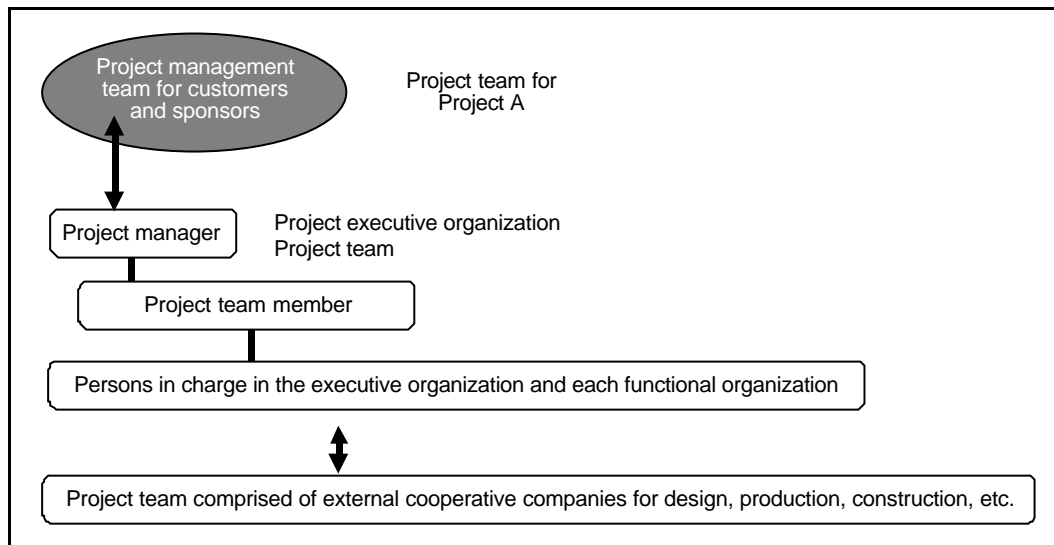 Project management
team for customers
and sponsors
Project team for
Project A
Project manager
Project executive organization
Project team
Project team member
Persons in charge in the executive organization and each functional organization
Project team comprised of external cooperative companies for design, production, construction, etc.